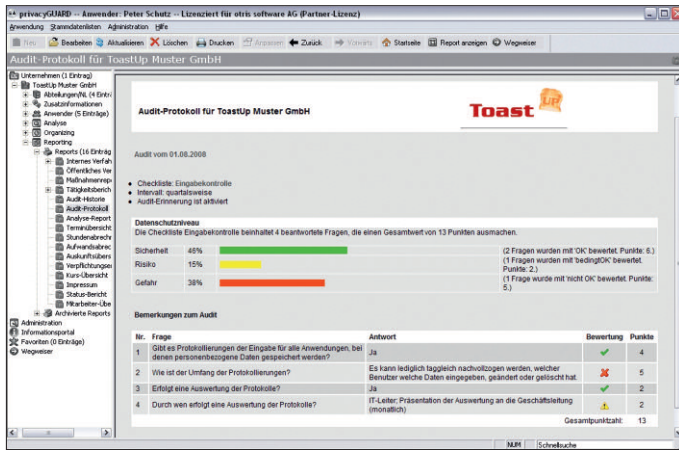 privacyGUARD -- Anwender: Peter Schutz -- Lizenziert für otris software AG (Partner-Lizenz)
Anwendung Stammdatenlisten Administration Hilfe
Neu Bearbeiten Aktualisieren Löschen Drucken Anpassen Zurück Vorwärts Startseite Report anzeigen Wegweiser
Audit-Protokoll für ToastUp Muster GmbH
Unternehmen (1 Eintrag)
ToastUp Muster GmbH
Abteilungen/NL (4 Eintr
Zusatzinformationen
Anwender (5 Einträge)
Analyse
Organizing
Reporting
Reports (16 Einträg
Internes Verfah
Öffentliches Ver
Maßnahmenrep
Tätigkeitsberich
Audit-Historie
Audit-Protokoll
Analyse-Report
Terminübersicht
Stundenabrechn
Aufwandsabrec
Auskunftsübers
Verpflichtungser
Kurs-Übersicht
Impressum
Status-Bericht
Mitarbeiter-Übe
Archivierte Reports
Administration
Informationsportal
Favoriten (0 Einträge)
Wegweiser
Audit-Protokoll für ToastUp Muster GmbH
Toast UP
Audit vom 01.08.2008
Checkliste: Eingabekontrolle
Intervall: quartalsweise
Audit-Erinnerung ist aktiviert
Datenschutzniveau
Die Checkliste Eingabekontrolle beinhaltet 4 beantwortete Fragen, die einen Gesamtwert von 13 Punkten ausmachen.
Sicherheit 46% (2 Fragen wurden mit 'OK' bewertet. Punkte: 6.)
Risiko 15% (1 Fragen wurde mit 'bedingtOK' bewertet.
Punkte: 2.)
Gefahr 38% (1 Frage wurde mit 'nicht OK' bewertet. Punkte:
5.)
Bemerkungen zum Audit
Nr. Frage Antwort Bewertung Punkte
1 Gibt es Protokollierungen der Eingabe für alle Anwendungen, bei
denen personenbezogene Daten gespeichert werden? Ja 4
2 Wie ist der Umfang der Protokollierungen? Es kann lediglich taggleich nachvollzogen werden, welcher
Benutzer welche Daten eingegeben, geändert oder gelöscht hat. 5
3 Erfolgt eine Auswertung der Protokolle? Ja 2
4 Durch wen erfolgt eine Auswertung der Protokolle? IT-Leiter; Präsentation der Auswertung an die Geschäftsleitung
(monatlich) 2
Gesamtpunktzahl: 13
NUM Schnellsuche